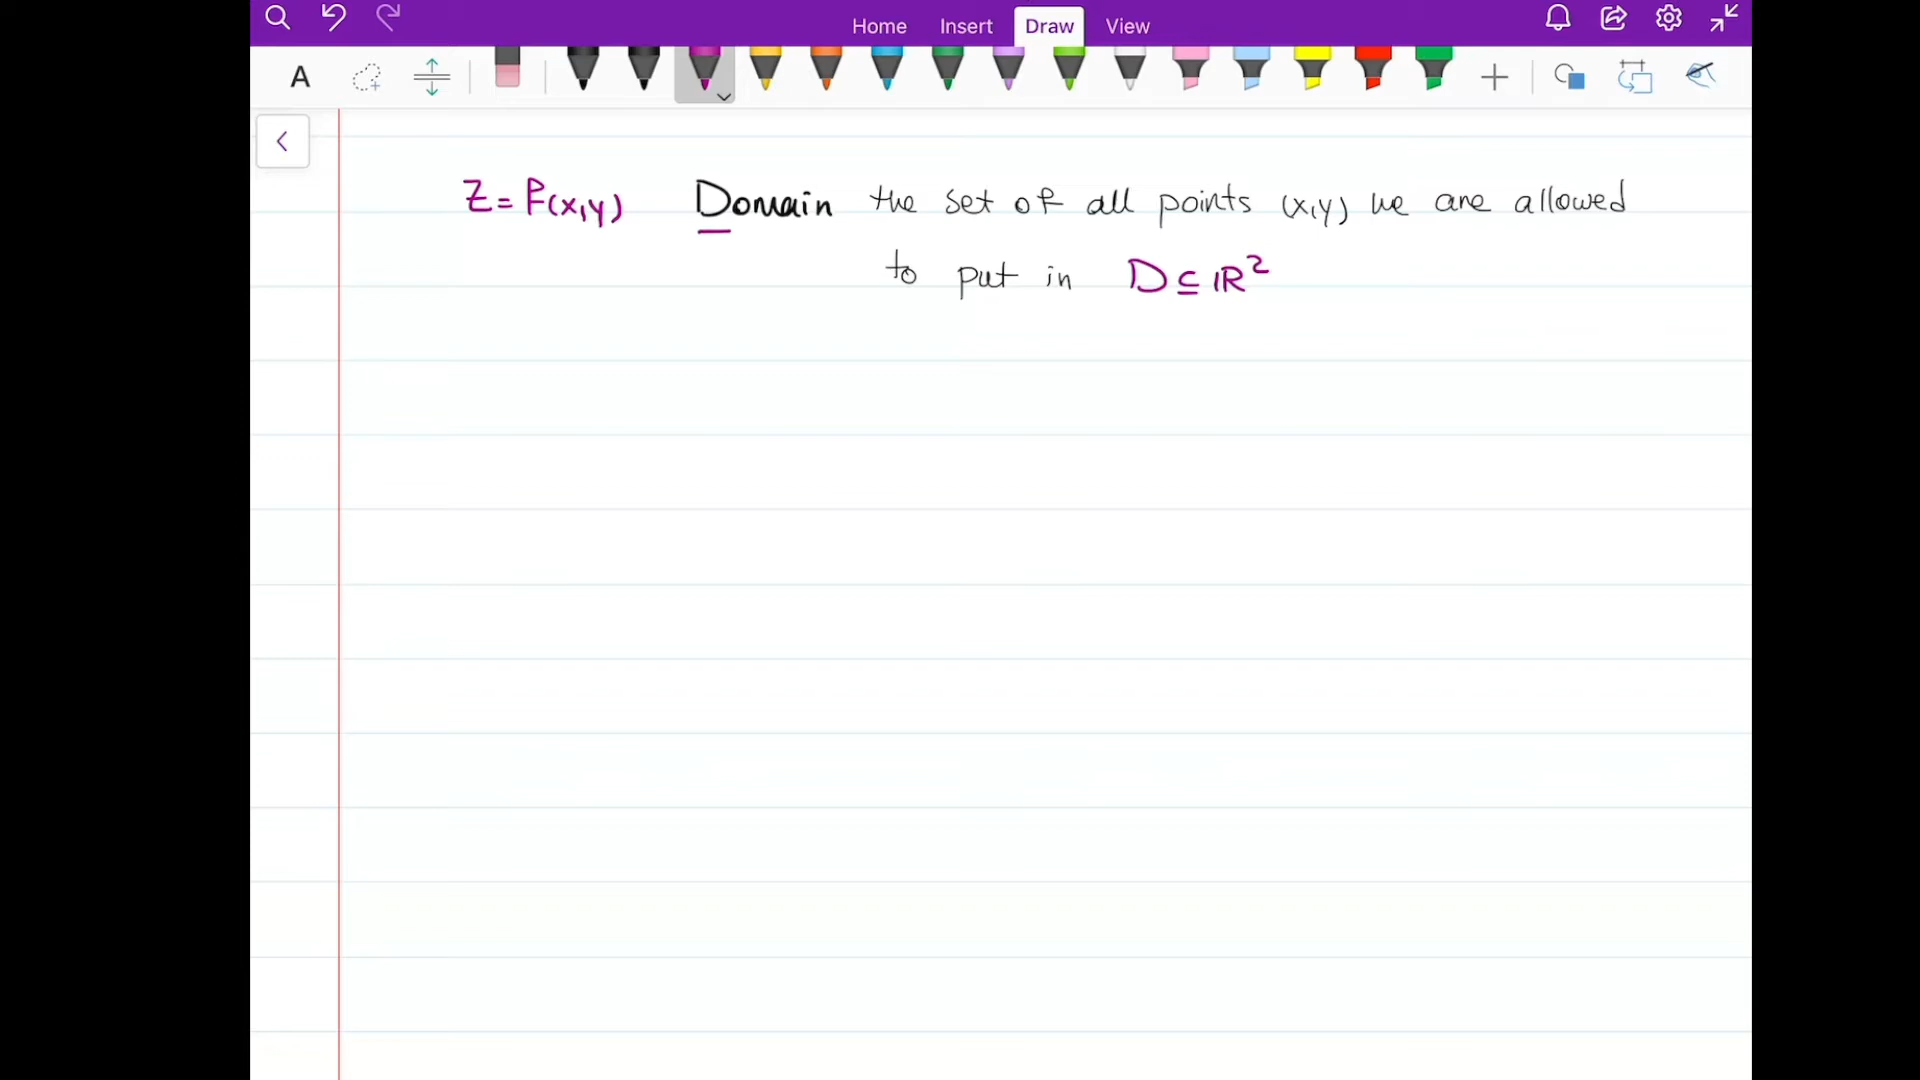 Home Insert Draw View
A
Z = F(x,y) Domain the set of all points (x,y) we are allowed
to put in D ⊆ ℝ²